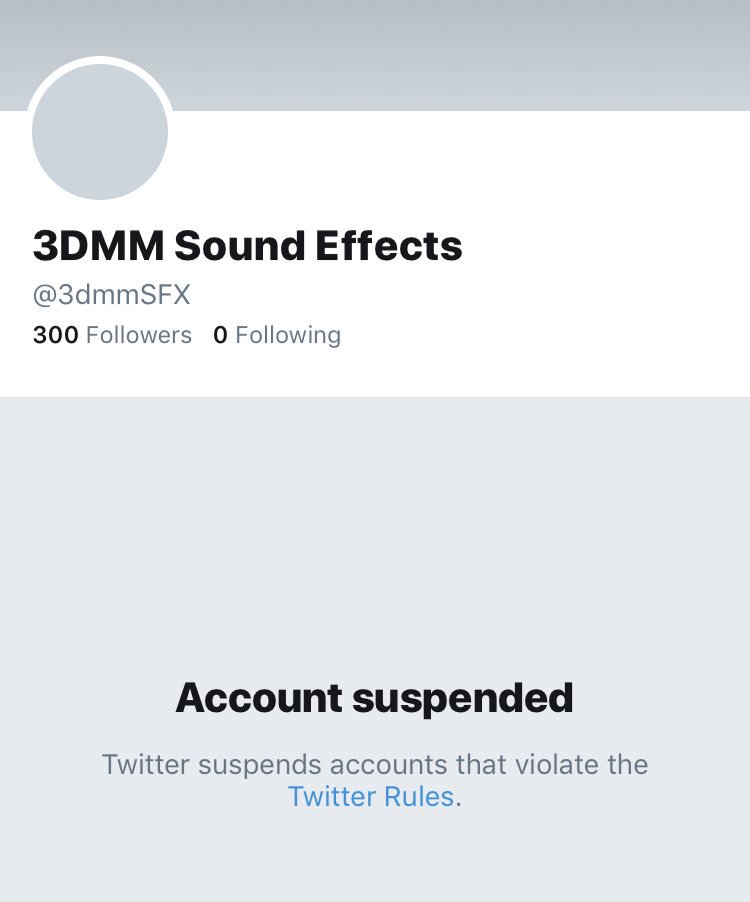 3DMM Sound Effects
@3dmmSFX
300 Followers 0 Following
Account suspended
Twitter suspends accounts that violate the
Twitter Rules.